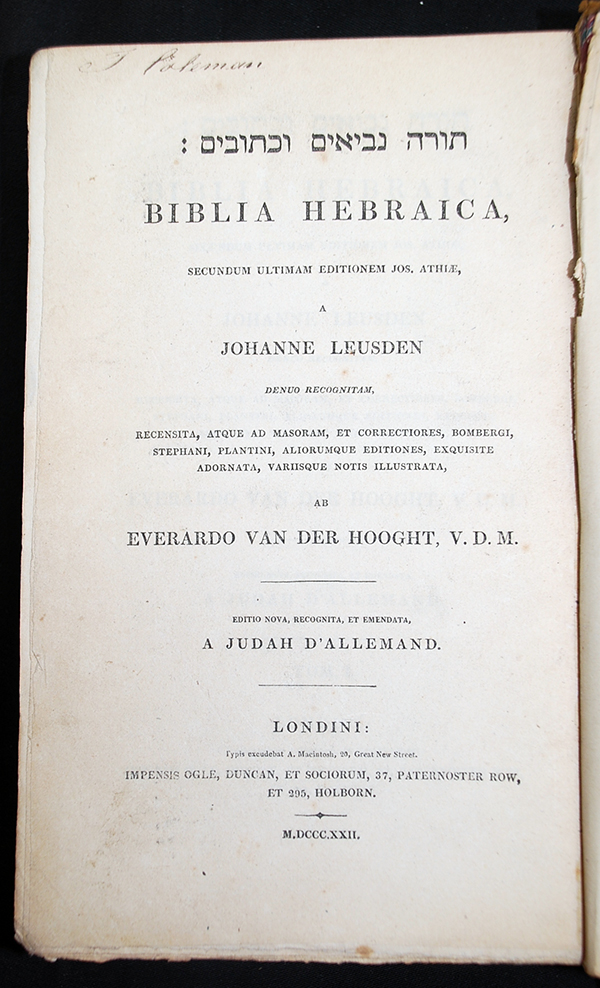 Coleman
תורה נביאים וכתובים :
BIBLIA HEBRAICA,
SECUNDUM ULTIMAM EDITIONEM JOS. ATHIÆ,
A
JOHANNE LEUSDEN
DENUO RECOGNITAM,
RECENSITA, ATQUE AD MASORAM, ET CORRECTIORES, BOMBERGI,
STEPHANI, PLANTINI, ALIORUMQUE EDITIONES, EXQUISITE
ADORNATA, VARIISQUE NOTIS ILLUSTRATA,
AB
EVERARDO VAN DER HOOGHT, V. D. M.
EDITIO NOVA, RECOGNITA, ET EMENDATA,
A JUDAH D'ALLEMAND.
LONDINI:
Typis excudebat A. Macintosh, 20, Great New Street.
IMPENSIS OGLE, DUNCAN, ET SOCIORUM, 37, PATERNOSTER ROW,
ET 295, HOLBORN.
M.DCCC.XXII.